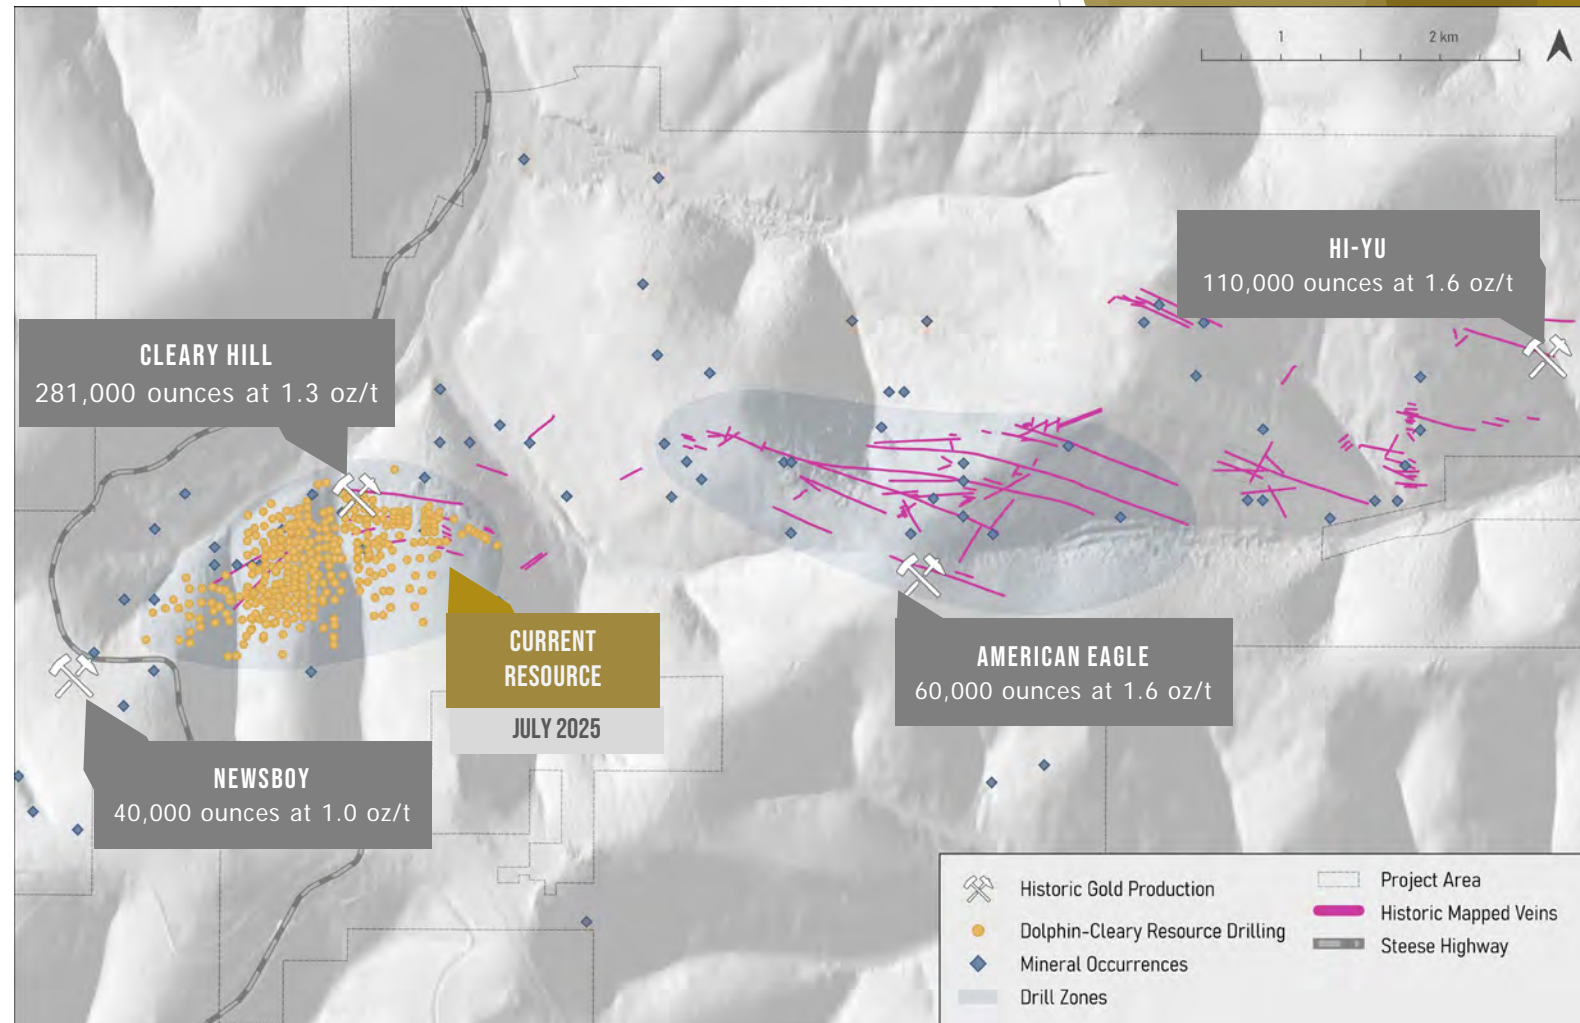 1
2 km
HI-YU
110,000 ounces at 1.6 oz/t
CLEARY HILL
281,000 ounces at 1.3 oz/t
CURRENT
RESOURCE
JULY 2025
AMERICAN EAGLE
60,000 ounces at 1.6 oz/t
NEWSBOY
40,000 ounces at 1.0 oz/t
Historic Gold Production
Dolphin-Cleary Resource Drilling
Mineral Occurrences
Drill Zones
Project Area
Historic Mapped Veins
Steese Highway